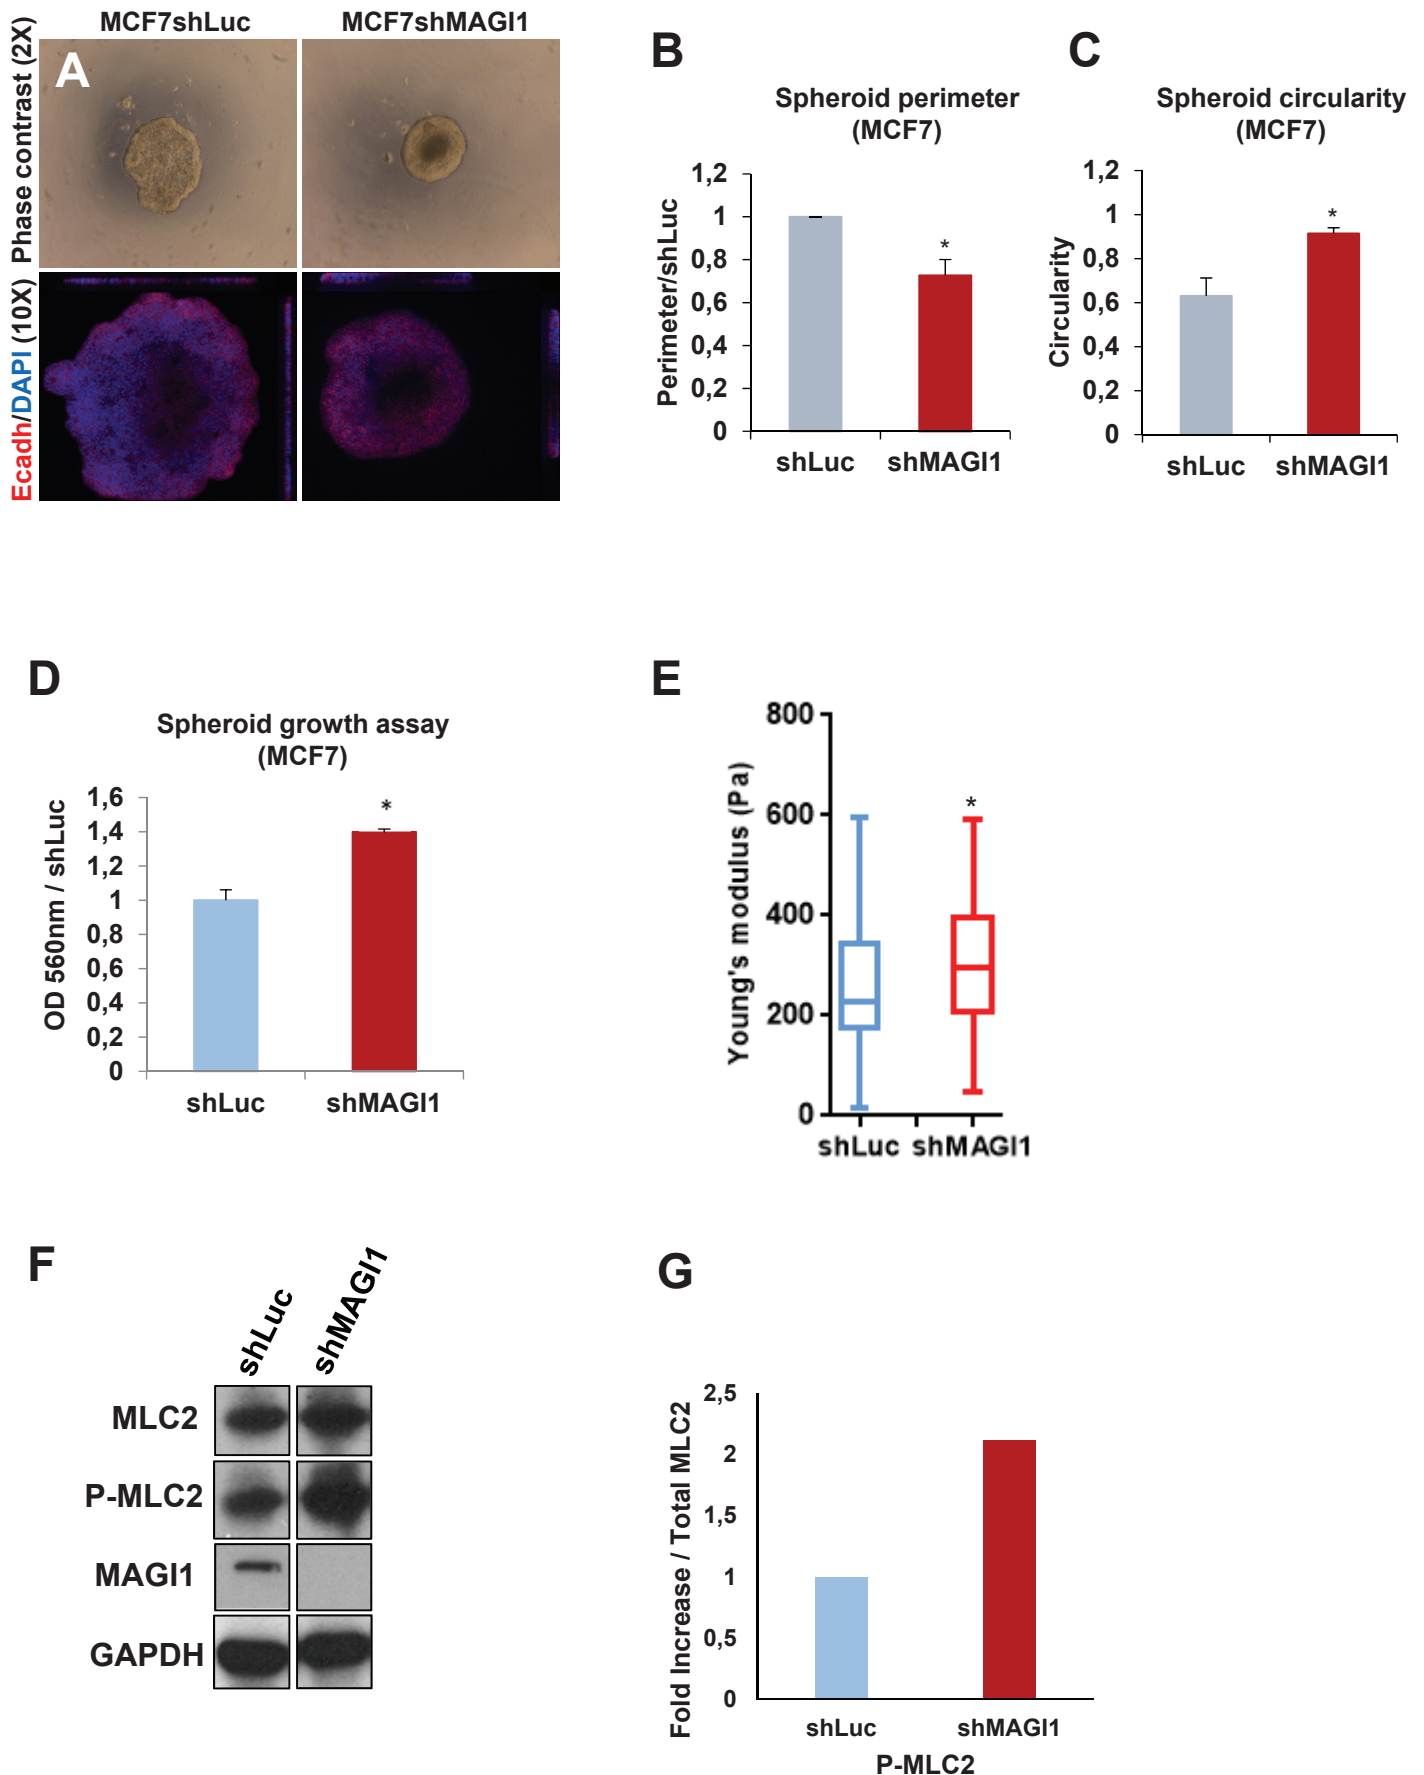 MCF7shLuc
MCF7shMAGI1
Phase contrast (2X)
A
Ecadh/DAPI (10X)
B
Spheroid perimeter
(MCF7)
Perimeter/shLuc
1,2
1
0,8
0,6
0,4
0,2
0
*
shLuc
shMAGI1
C
Spheroid circularity
(MCF7)
Circularity
1,2
1
0,8
0,6
0,4
0,2
0
*
shLuc
shMAGI1
D
Spheroid growth assay
(MCF7)
OD 560nm / shLuc
1,6
1,4
1,2
1
0,8
0,6
0,4
0,2
0
*
shLuc
shMAGI1
E
Young's modulus (Pa)
800
600
400
200
0
*
shLuc
shMAGI1
F
shLuc
shMAGI1
MLC2
P-MLC2
MAGI1
GAPDH
G
Fold Increase / Total MLC2
2,5
2
1,5
1
0,5
0
shLuc
shMAGI1
P-MLC2